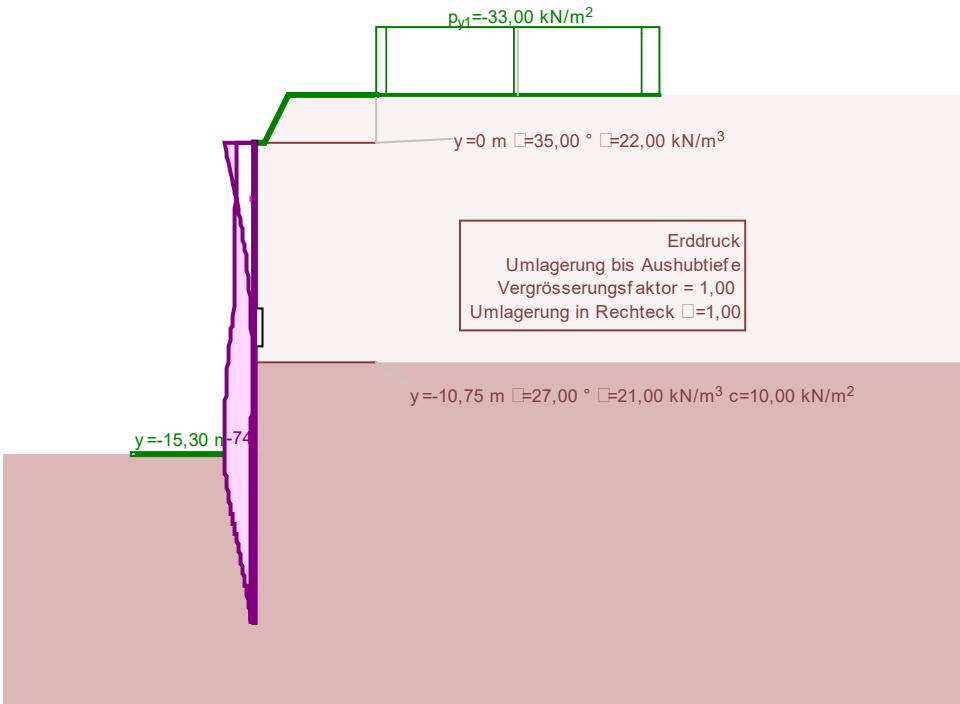 py1=-33,00 kN/m²
y=0 m □=35,00 ° □=22,00 kN/m³
Erddruck
Umlagerung bis Aushubtiefe
Vergrösserungsfaktor = 1,00
Umlagerung in Rechteck □=1,00
y=-10,75 m □=27,00 ° □=21,00 kN/m³ c=10,00 kN/m²
y=-15,30 m
-74